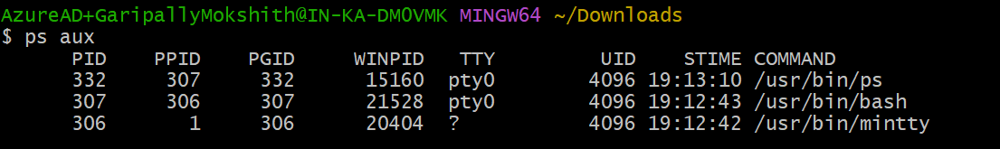 AzureAD+GaripallyMokshith@IN-KA-DM0VMK MINGW64 ~/Downloads
$ ps aux
PID PPID PGID WINPID TTY UID STIME COMMAND
332 307 332 15160 pty0 4096 19:13:10 /usr/bin/ps
307 306 307 21528 pty0 4096 19:12:43 /usr/bin/bash
306 1 306 20404 ? 4096 19:12:42 /usr/bin/mintty